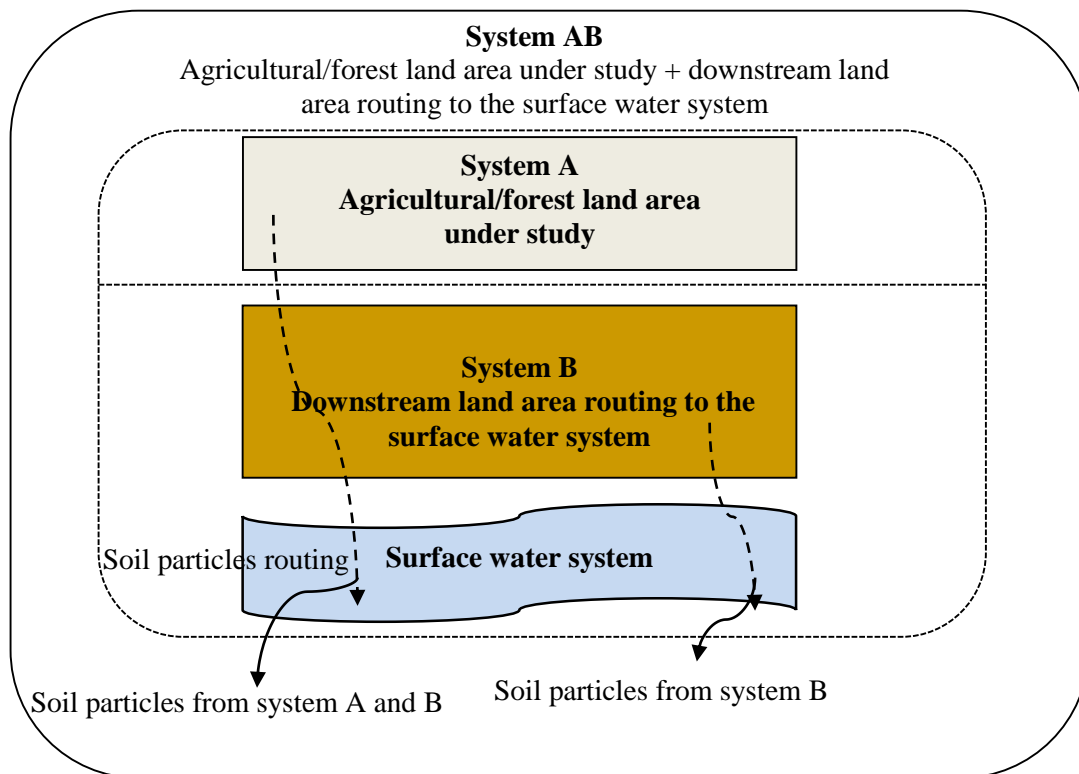 System AB
Agricultural/forest land area under study + downstream land
area routing to the surface water system
System A
Agricultural/forest land area
under study
System B
Downstream land area routing to the
surface water system
Soil particles routing
Surface water system
Soil particles from system A and B
Soil particles from system B